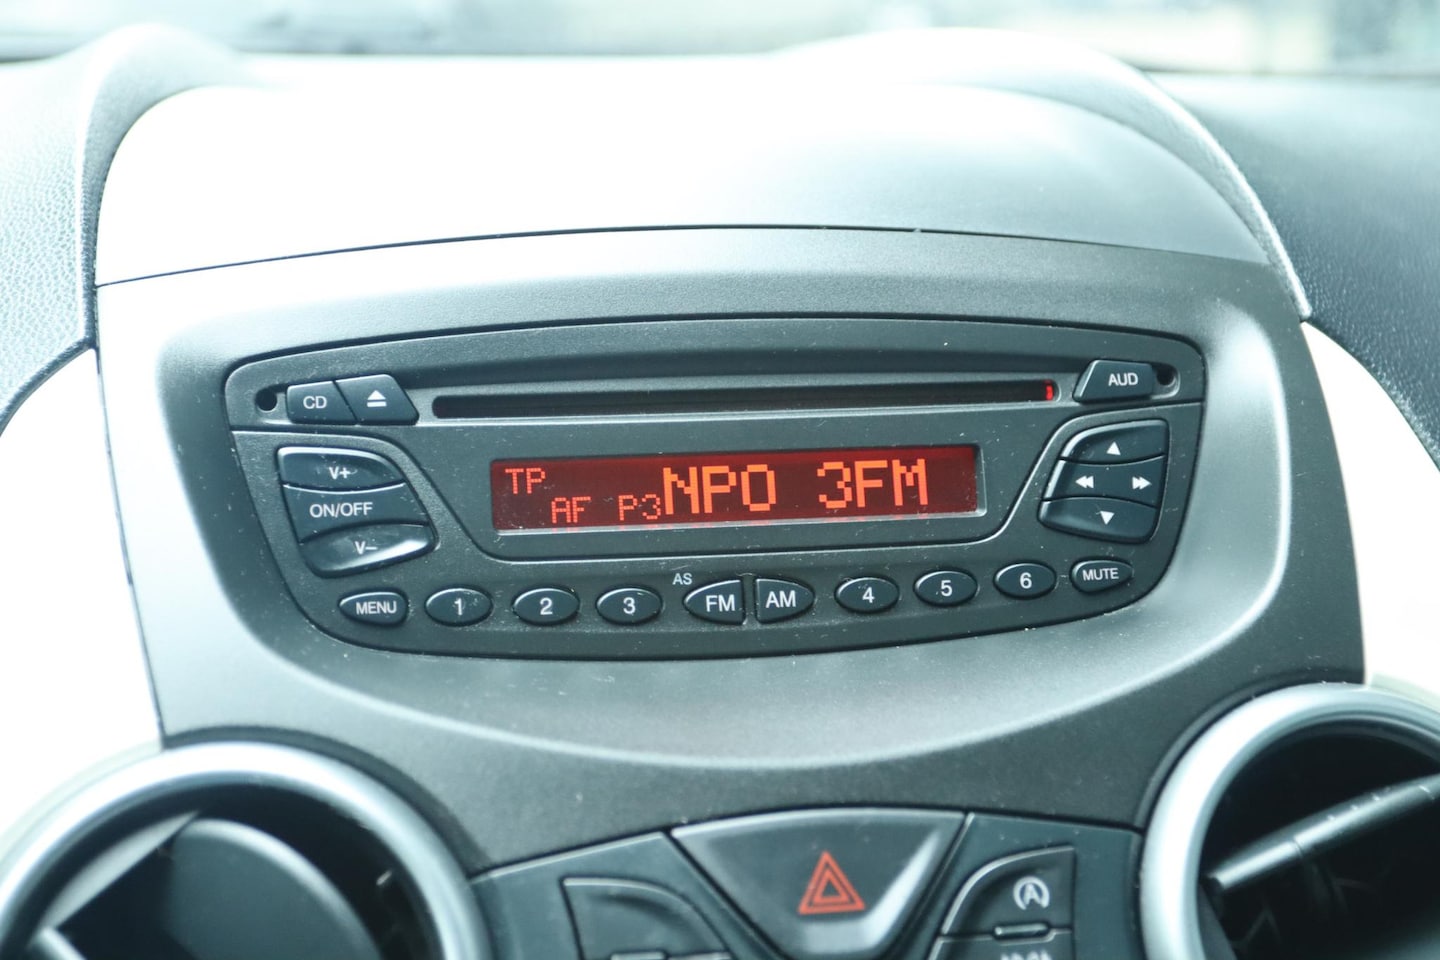 CD
AUD
V+
ON/OFF
V–
TP
AF P3 NPO 3FM
MENU 1 2 3 AS FM AM 4 5 6 MUTE
A